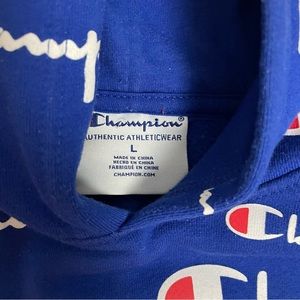 Champion
AUTHENTIC ATHLETICWEAR
L
MADE IN CHINA
HECHO EN CHINA
FABRIQUÉ EN CHINE
CHAMPION.COM